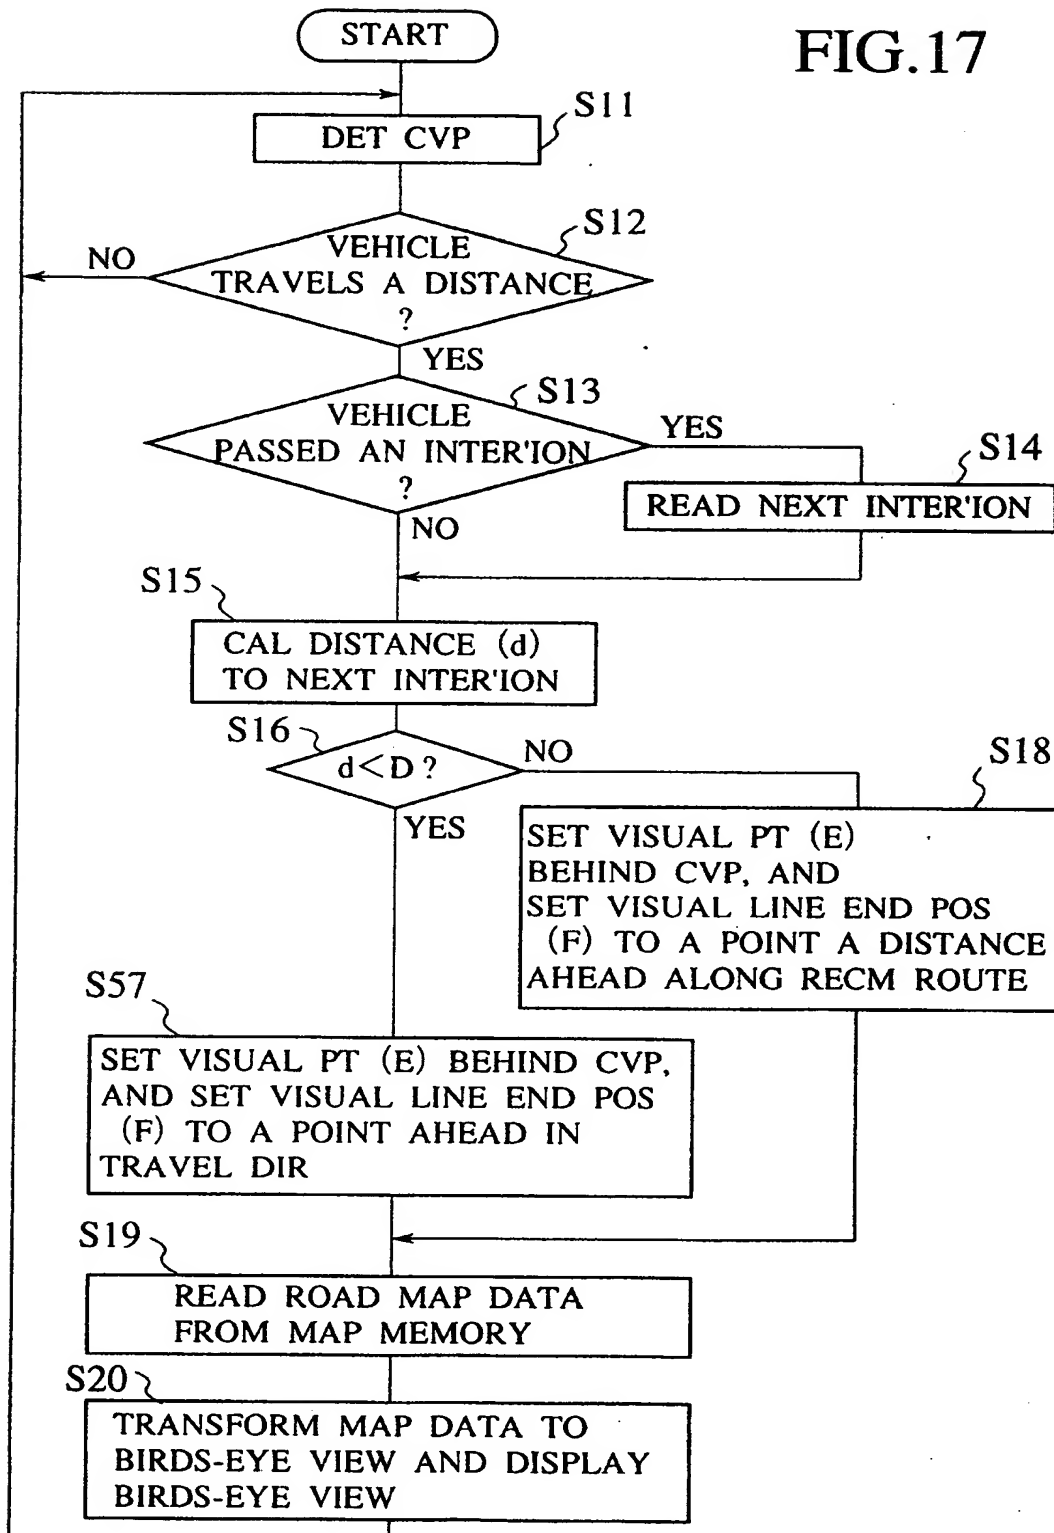 START
FIG.17
S11
DET CVP
S12
VEHICLE
TRAVELS A DISTANCE
?
NO
YES
S13
VEHICLE
PASSED AN INTER'ION
?
YES
S14
READ NEXT INTER'ION
NO
S15
CAL DISTANCE (d)
TO NEXT INTER'ION
S16
d<D?
NO
S18
YES
SET VISUAL PT (E)
BEHIND CVP, AND
SET VISUAL LINE END POS
(F) TO A POINT A DISTANCE
AHEAD ALONG RECM ROUTE
S57
SET VISUAL PT (E) BEHIND CVP,
AND SET VISUAL LINE END POS
(F) TO A POINT AHEAD IN
TRAVEL DIR
S19
READ ROAD MAP DATA
FROM MAP MEMORY
S20
TRANSFORM MAP DATA TO
BIRDS-EYE VIEW AND DISPLAY
BIRDS-EYE VIEW